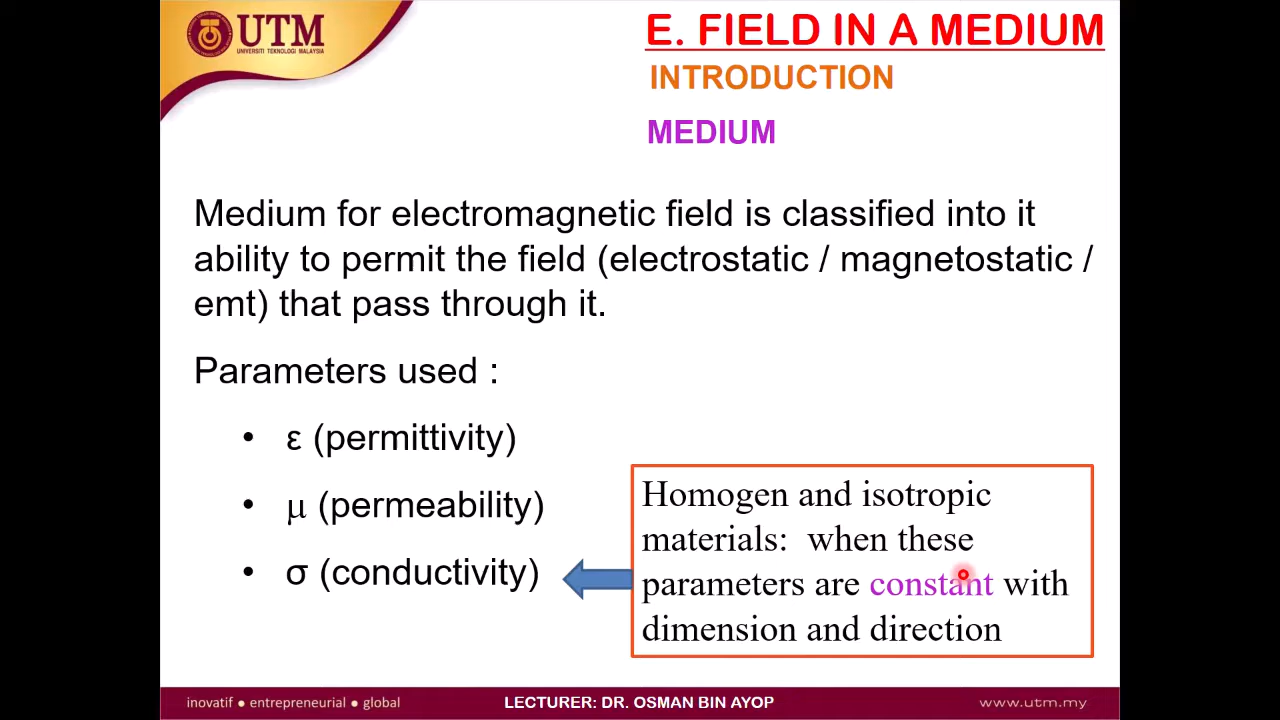 UTM
UNIVERSITI TEKNOLOGI MALAYSIA
E. FIELD IN A MEDIUM
INTRODUCTION
MEDIUM
Medium for electromagnetic field is classified into it
ability to permit the field (electrostatic / magnetostatic /
emt) that pass through it.
Parameters used :
• ε (permittivity)
• μ (permeability)
• σ (conductivity)
Homogen and isotropic
materials: when these
parameters are constant with
dimension and direction
inovatif ● entrepreneurial ● global
LECTURER: DR. OSMAN BIN AYOP
www.utm.my